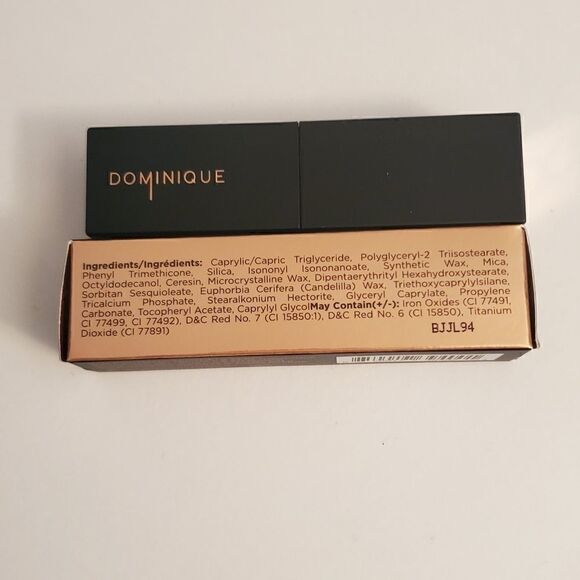 DOMINIQUE
Ingredients/Ingrédients): Caprylic/Capric Triglyceride, Polyglyceryl-2 Triisostearate,
Phenyl Trimethicone, Silica, Isononyl Isononanoate, Synthetic Wax, Mica,
Octyldodecanol, Ceresin, Microcrystalline Wax, Dipentaerythrityl Hexahydroxystearate,
Sorbitan Sesquioleate, Euphorbia Cerifera (Candelilla) Wax, Triethoxycaprylylsilane,
Tricalcium Phosphate, Stearalkonium Hectorite, Glyceryl Caprylate, Propylene
Carbonate, Tocopheryl Acetate, Caprylyl GlycolMay Contain(+/-): Iron Oxides (CI 77491,
CI 77499, CI 77492), D&C Red No. 7 (CI 15850:1), D&C Red No. 6 (CI 15850), Titanium
Dioxide (CI 77891)
BJJL94